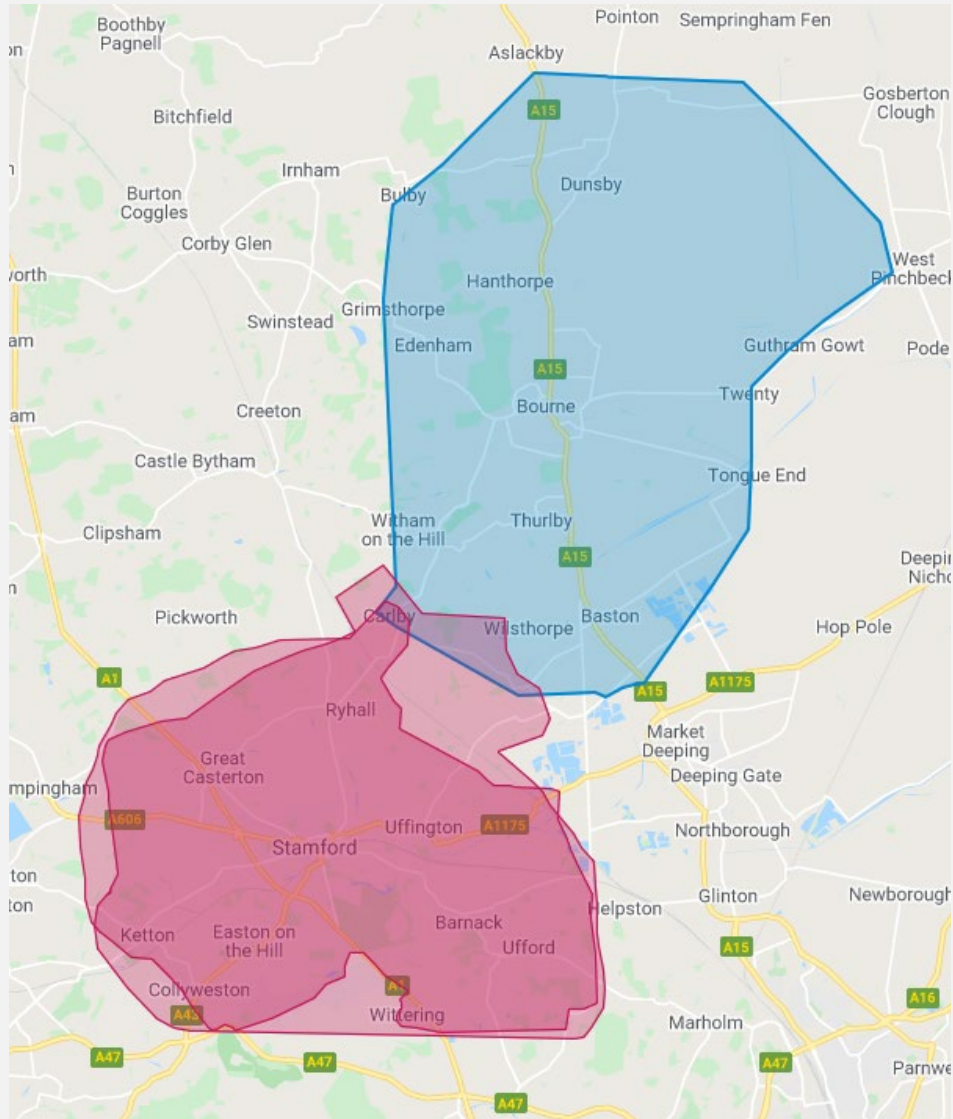 Pointon
Sempringham Fen
Boothby
Pagnell
Aslackby
Gosberton
Clough
A15
Bitchfield
Irnham
Dunsby
Burton
Coggles
Bulby
Corby Glen
West
Pinchbeck
Hanthorpe
Grimsthorpe
Swinstead
Edenham
Guthram Gowt
Pode
A15
Twenty
Bourne
Creeton
Castle Bytham
Tongue End
Witham
on the Hill
Thurlby
Clipsham
A15
Deepin
Nicho
Pickworth
Carlby
Baston
Wilsthorpe
Hop Pole
A1
A1175
A15
Ryhall
Market
Deeping
Great
Casterton
Deeping Gate
mpingham
A606
Uffington
A1175
Northborough
Stamford
Glinton
Newborough
Helpston
Barnack
Ketton
Easton on
the Hill
Ufford
A15
Collyweston
A1
A16
A43
Wittering
Marholm
A47
A47
A47
Parnwe
A47